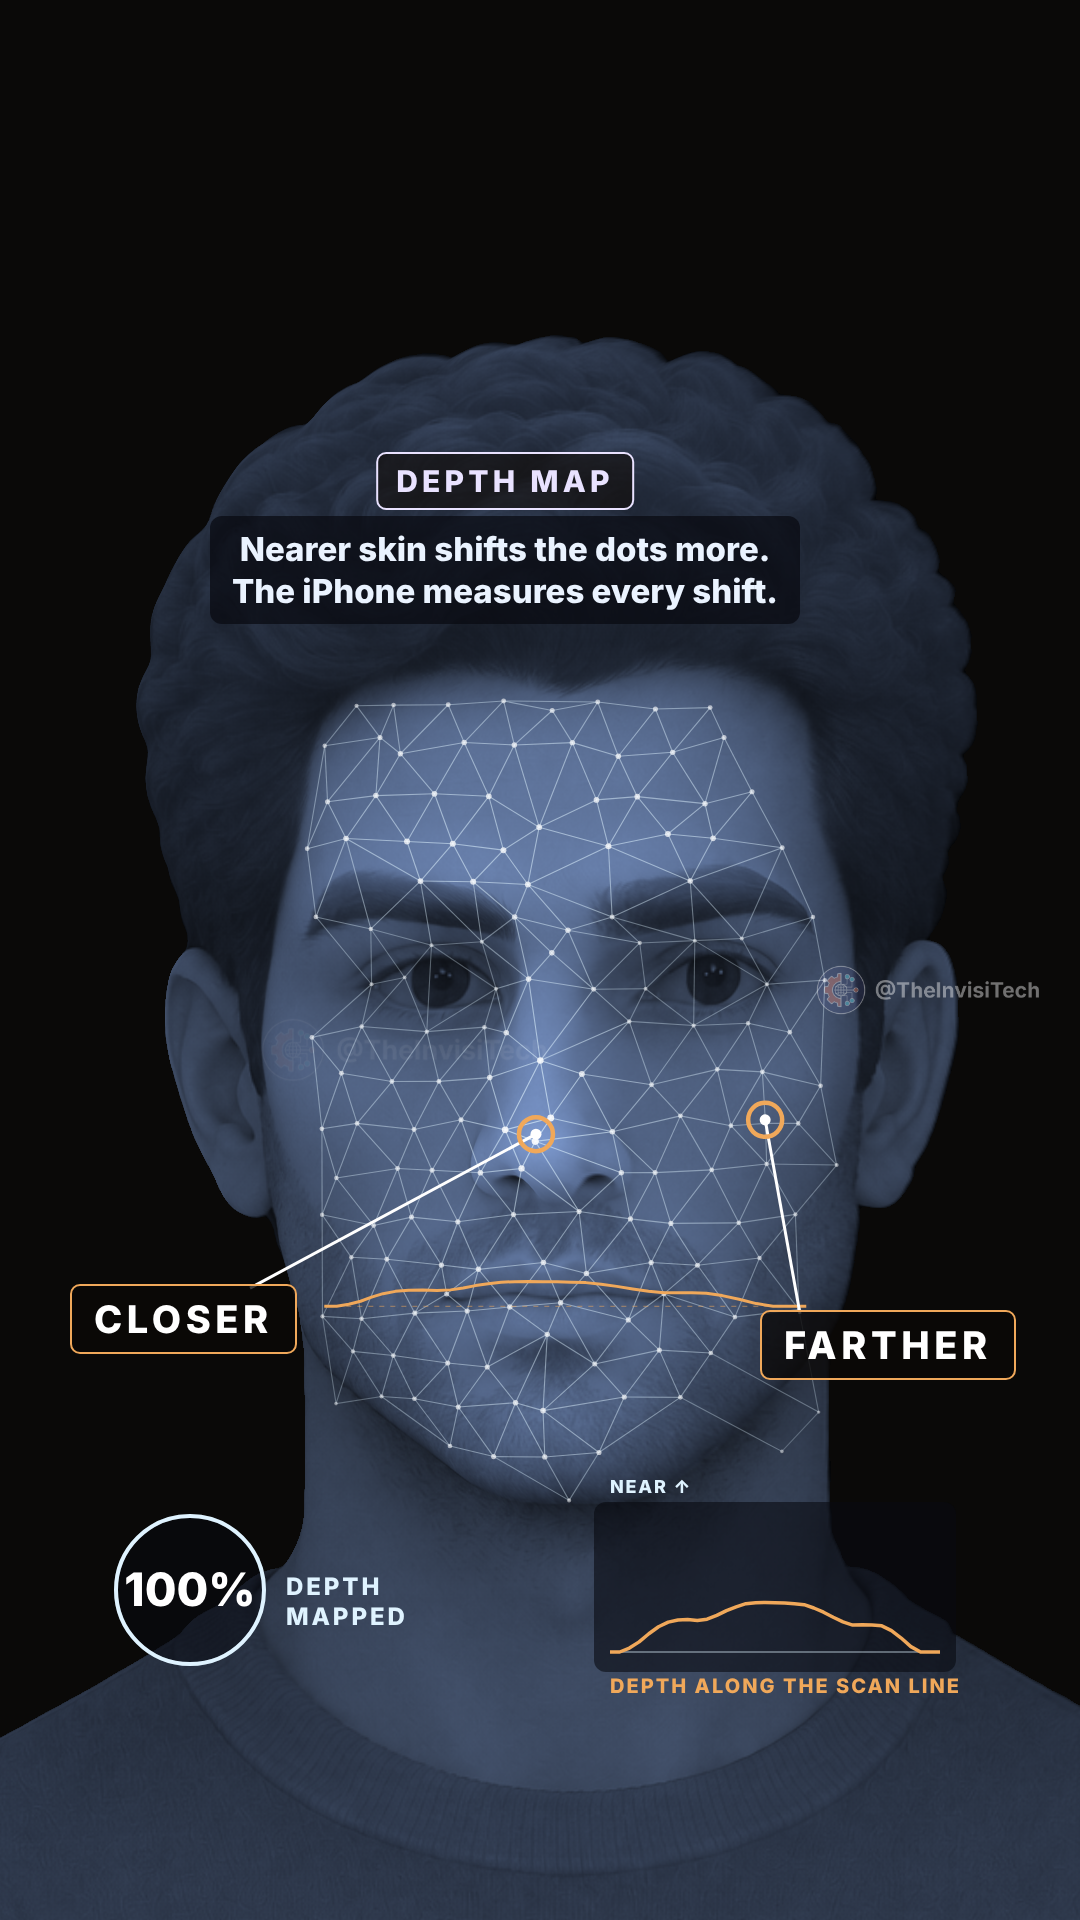 DEPTH MAP
Nearer skin shifts the dots more.
The iPhone measures every shift.
@TheInvisiTech
@TheInvisiTec
CLOSER
FARTHER
NEAR ↑
100%
DEPTH
MAPPED
DEPTH ALONG THE SCAN LINE